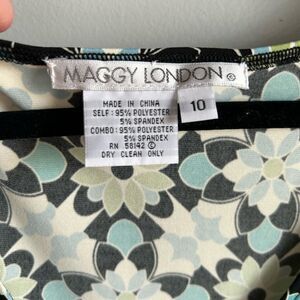 MAGGY LONDON ®
10
MADE IN CHINA
SELF: 95% POLYESTER
5% SPANDEX
COMBO: 95% POLYESTER
5% SPANDEX
RN 58142 ©
DRY CLEAN ONLY